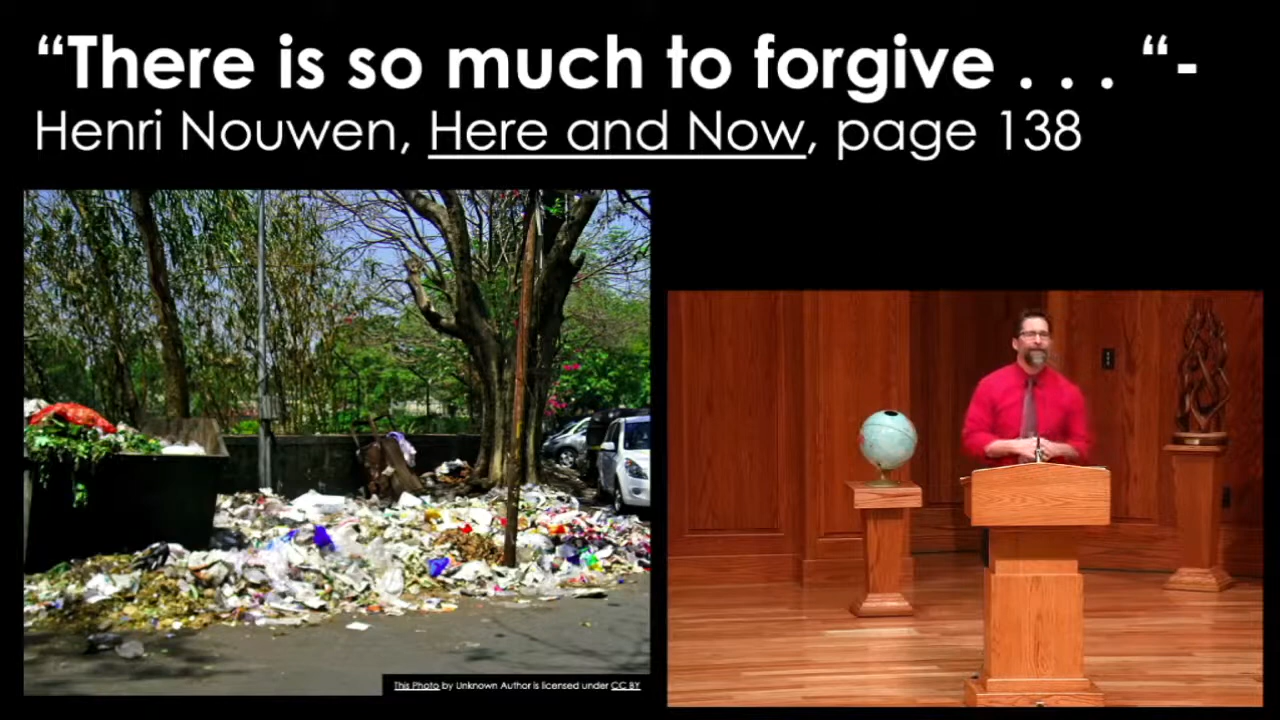 “There is so much to forgive . . . “-
Henri Nouwen, Here and Now, page 138
This Photo by Unknown Author is licensed under CC BY